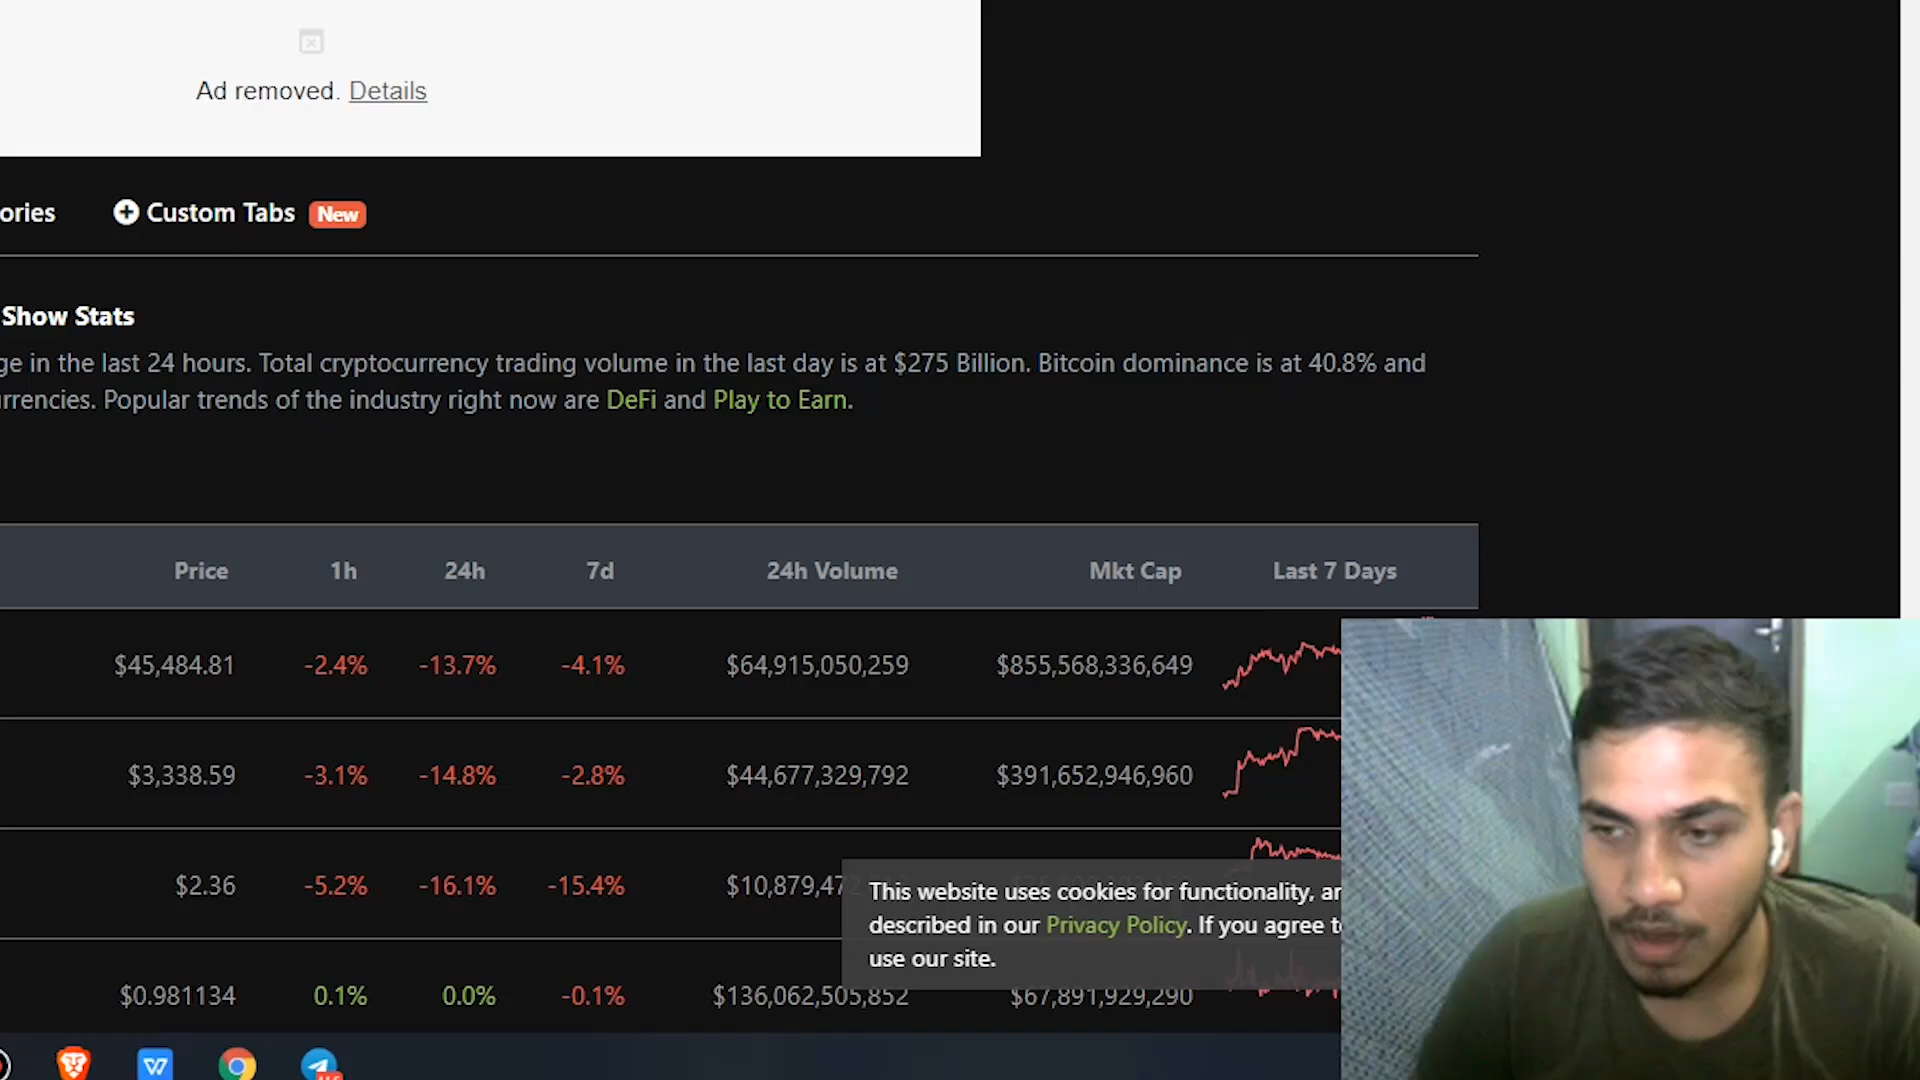 Ad removed. Details
ories
Custom Tabs New
Show Stats
ge in the last 24 hours. Total cryptocurrency trading volume in the last day is at $275 Billion. Bitcoin dominance is at 40.8% and
rrencies. Popular trends of the industry right now are DeFi and Play to Earn.
Price 1h 24h 7d 24h Volume Mkt Cap Last 7 Days
$45,484.81 -2.4% -13.7% -4.1% $64,915,050,259 $855,568,336,649
$3,338.59 -3.1% -14.8% -2.8% $44,677,329,792 $391,652,946,960
$2.36 -5.2% -16.1% -15.4% $10,879,47
This website uses cookies for functionality, ar
described in our Privacy Policy. If you agree to
use our site.
$0.981134 0.1% 0.0% -0.1% $136,062,505,852 $67,891,929,290